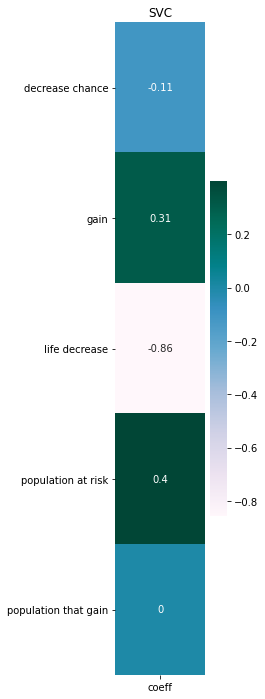 SVC
decrease chance
-0.11
gain
0.31
life decrease
-0.86
population at risk
0.4
population that gain
0
coeff
0.2
0.0
−0.2
−0.4
−0.6
−0.8